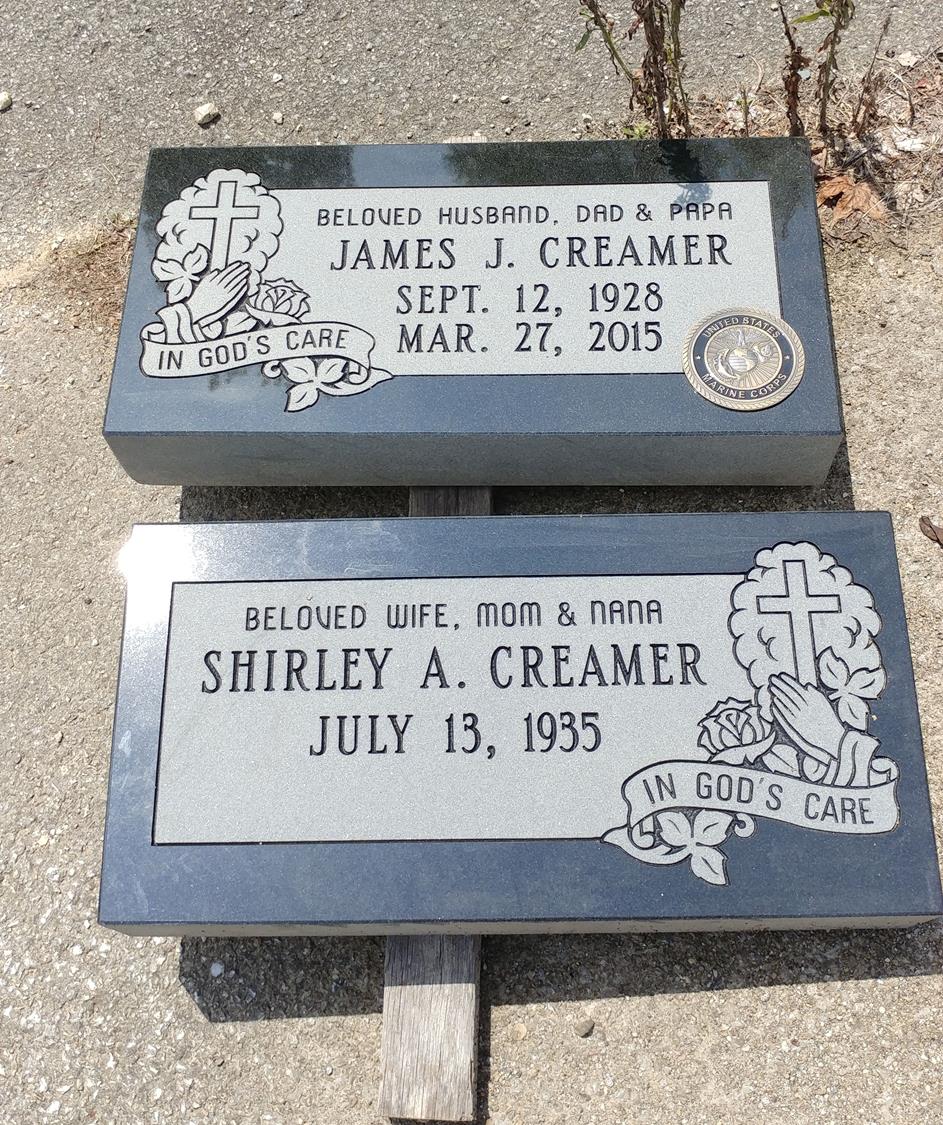 BELOVED HUSBAND, DAD & PAPA
JAMES J. CREAMER
SEPT. 12, 1928
MAR. 27, 2015
IN GOD'S CARE
UNITED STATES
MARINE CORPS
BELOVED WIFE, MOM & NANA
SHIRLEY A. CREAMER
JULY 13, 1935
IN GOD'S CARE